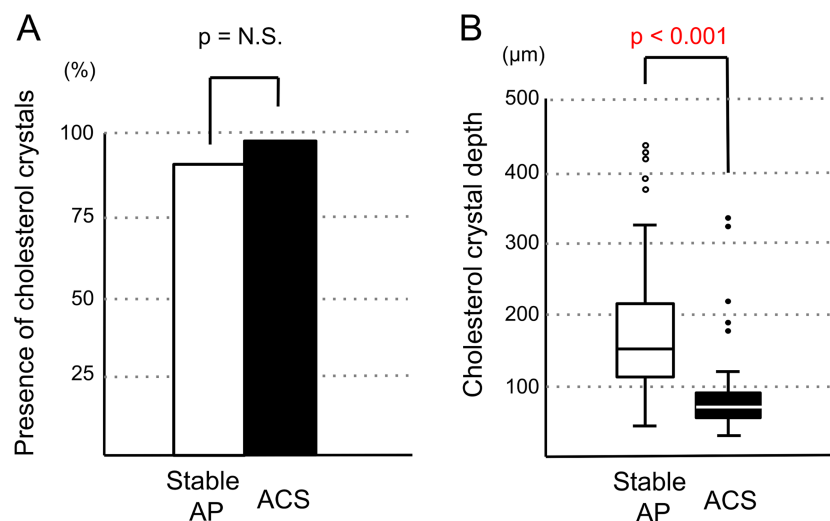 A
p = N.S.
(%)
Presence of cholesterol crystals
100
75
50
25
Stable
AP
ACS
B
p < 0.001
(μm)
Cholesterol crystal depth
500
400
300
200
100
Stable
AP
ACS